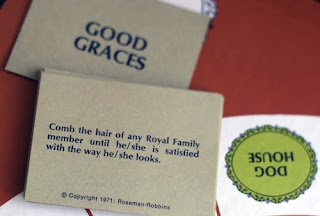 GOOD
GRACES
Comb the hair of any Royal Family
member until he/she is satisfied
with the way he/she looks.
© Copyright 1971: Roseman-Robbins
DOG
HOUSE